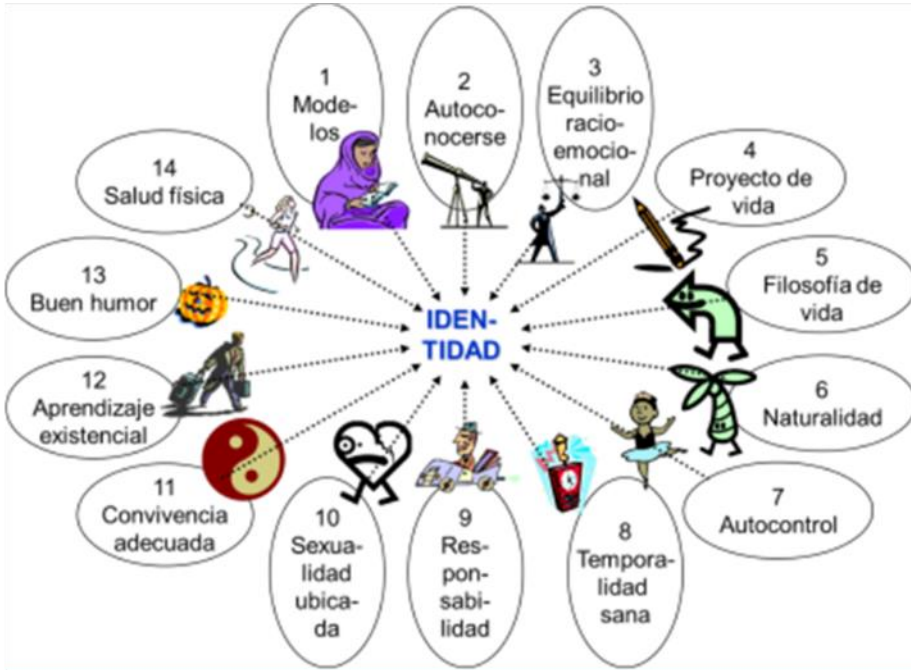 1
Mode-
los
2
Autoco-
nocerse
3
Equilibrio
racio-
emocio-
nal
4
Proyecto de
vida
5
Filosofía de
vida
6
Naturalidad
7
Autocontrol
8
Tempora-
lidad
sana
9
Res-
pon-
sabi-
lidad
10
Sexua-
lidad
ubica-
da
11
Convivencia
adecuada
12
Aprendizaje
existencial
13
Buen humor
14
Salud física
IDEN-
TIDAD